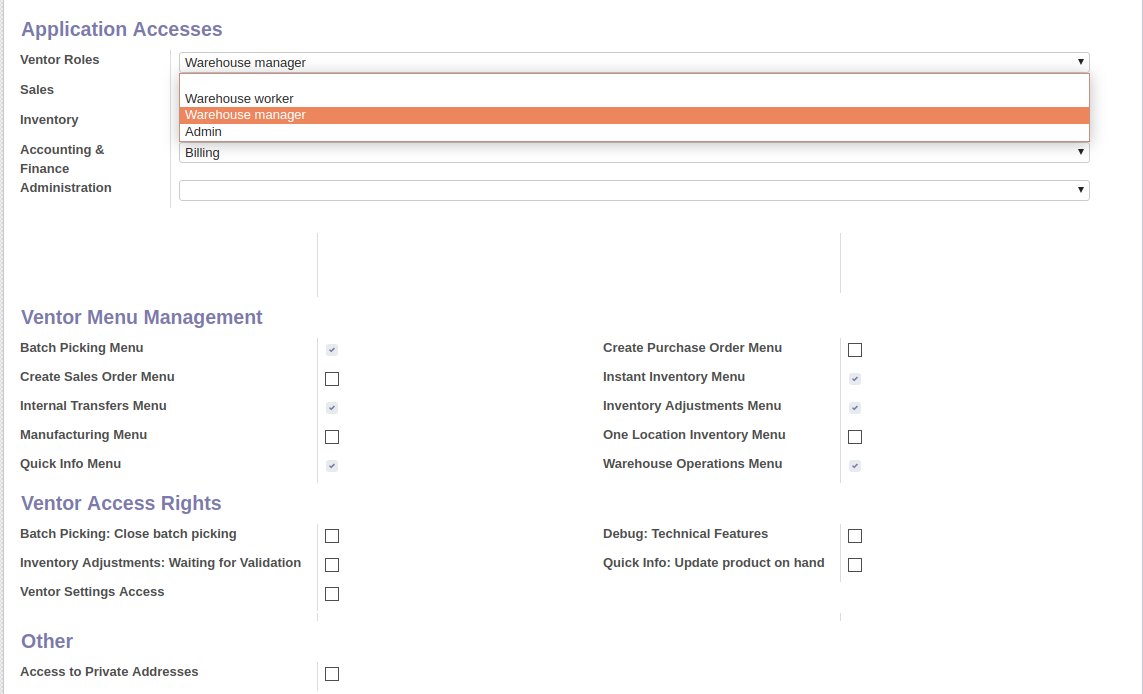 Application Accesses
Ventor Roles
Warehouse manager
Sales
Warehouse worker
Warehouse manager
Inventory
Admin
Accounting &
Finance
Billing
Administration
Ventor Menu Management
Batch Picking Menu
Create Purchase Order Menu
Create Sales Order Menu
Instant Inventory Menu
Internal Transfers Menu
Inventory Adjustments Menu
Manufacturing Menu
One Location Inventory Menu
Quick Info Menu
Warehouse Operations Menu
Ventor Access Rights
Batch Picking: Close batch picking
Debug: Technical Features
Inventory Adjustments: Waiting for Validation
Quick Info: Update product on hand
Ventor Settings Access
Other
Access to Private Addresses